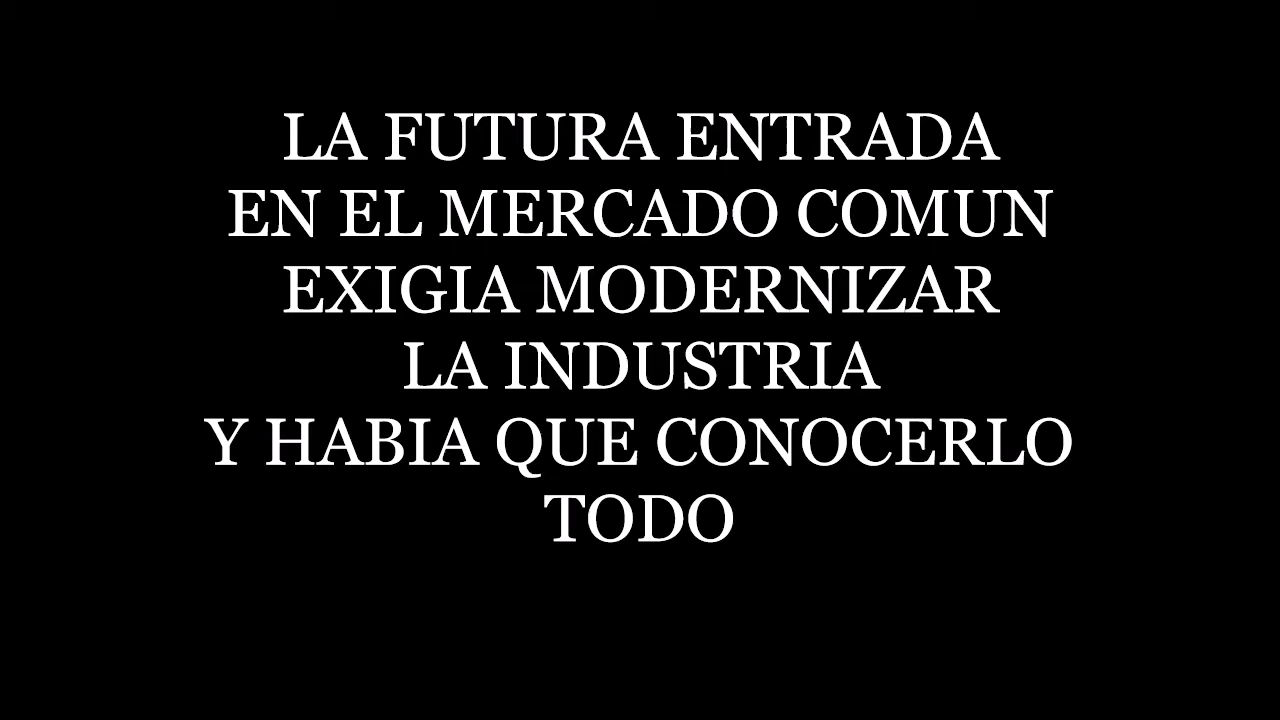 LA FUTURA ENTRADA
EN EL MERCADO COMUN
EXIGIA MODERNIZAR
LA INDUSTRIA
Y HABIA QUE CONOCERLO
TODO